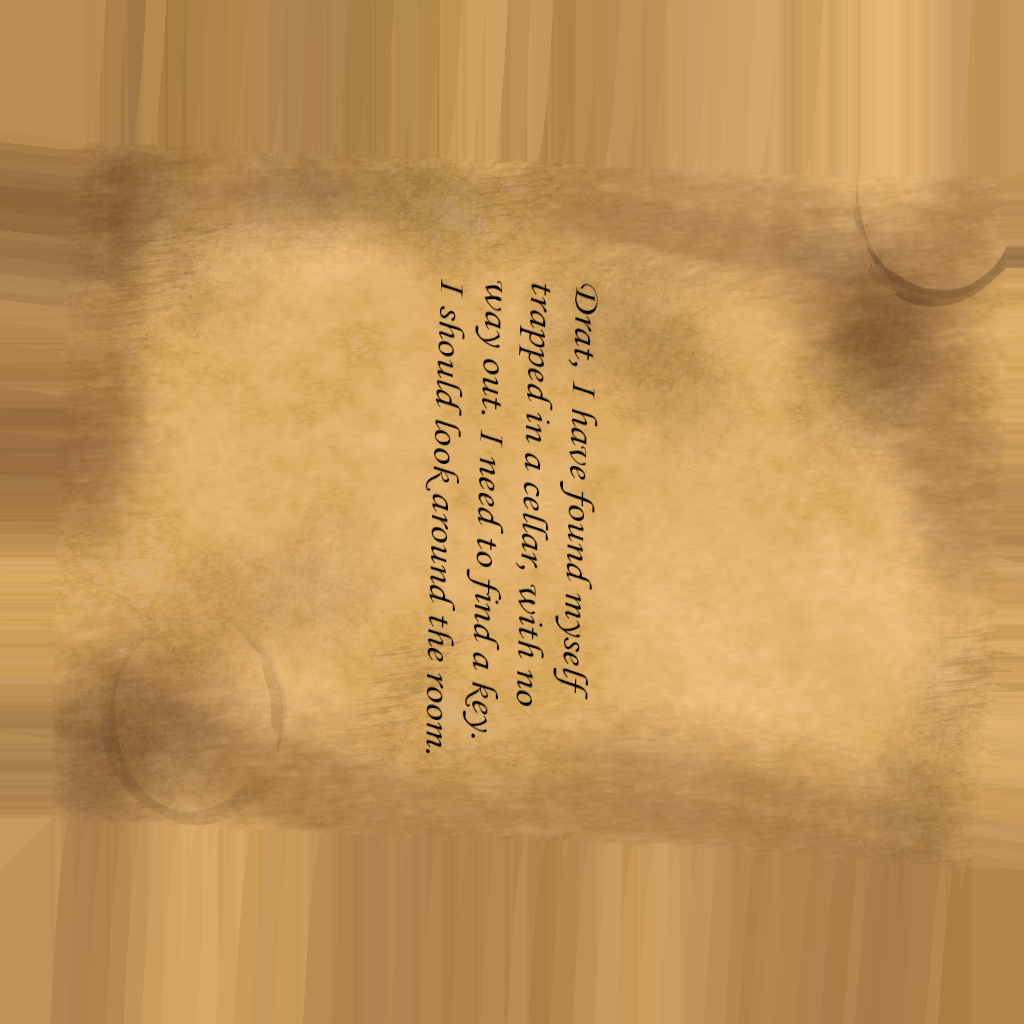 Drat, I have found myself
trapped in a cellar, with no
way out. I need to find a key.
I should look around the room.